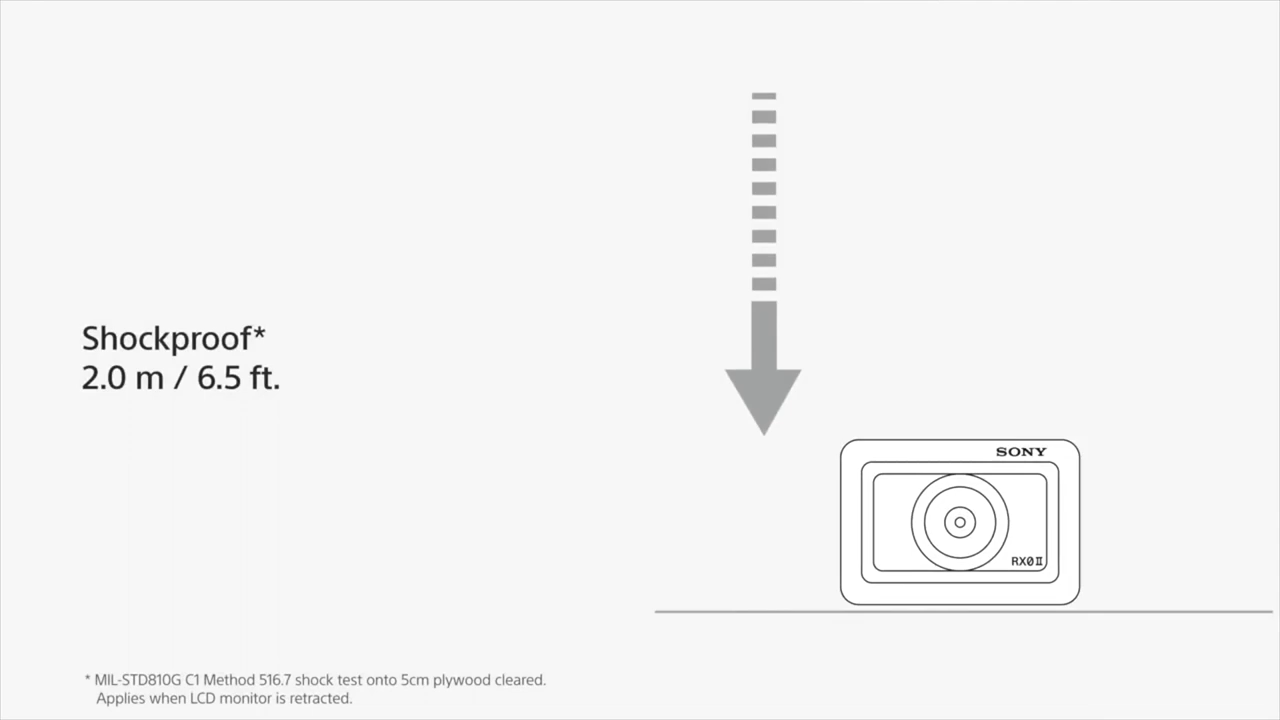 Shockproof*
2.0 m / 6.5 ft.
SONY
RX0 II
* MIL-STD810G C1 Method 516.7 shock test onto 5cm plywood cleared.
Applies when LCD monitor is retracted.